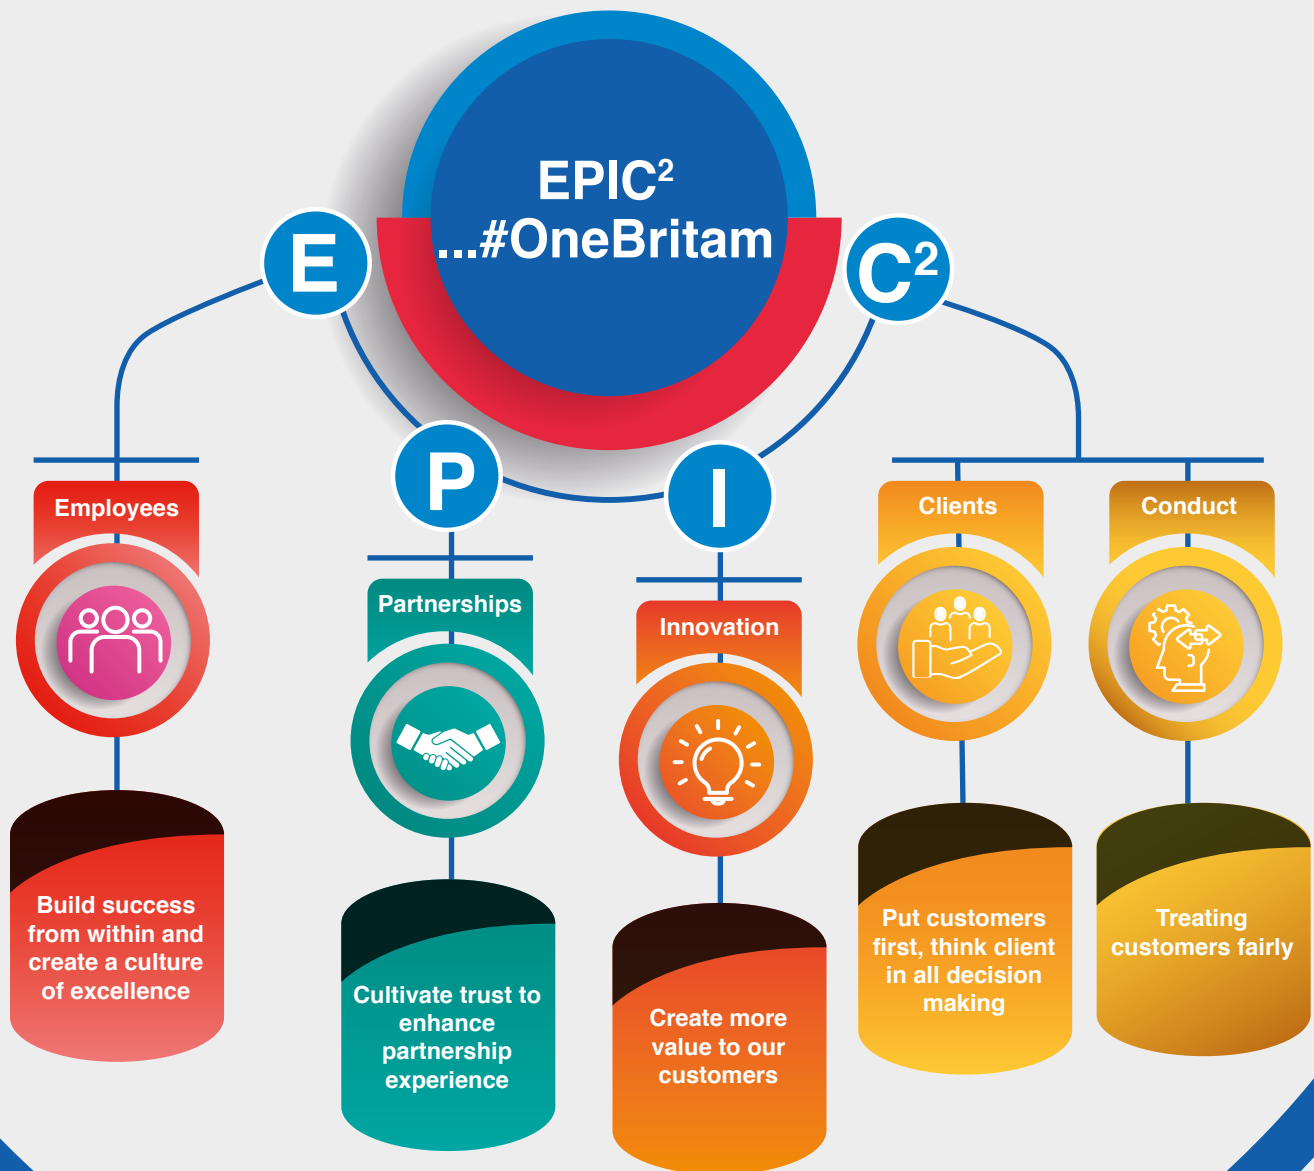 EPIC²
...#OneBritam
E
P
I
C²
Employees
Build success
from within and
create a culture
of excellence
Partnerships
Cultivate trust to
enhance
partnership
experience
Innovation
Create more
value to our
customers
Clients
Put customers
first, think client
in all decision
making
Conduct
Treating
customers fairly